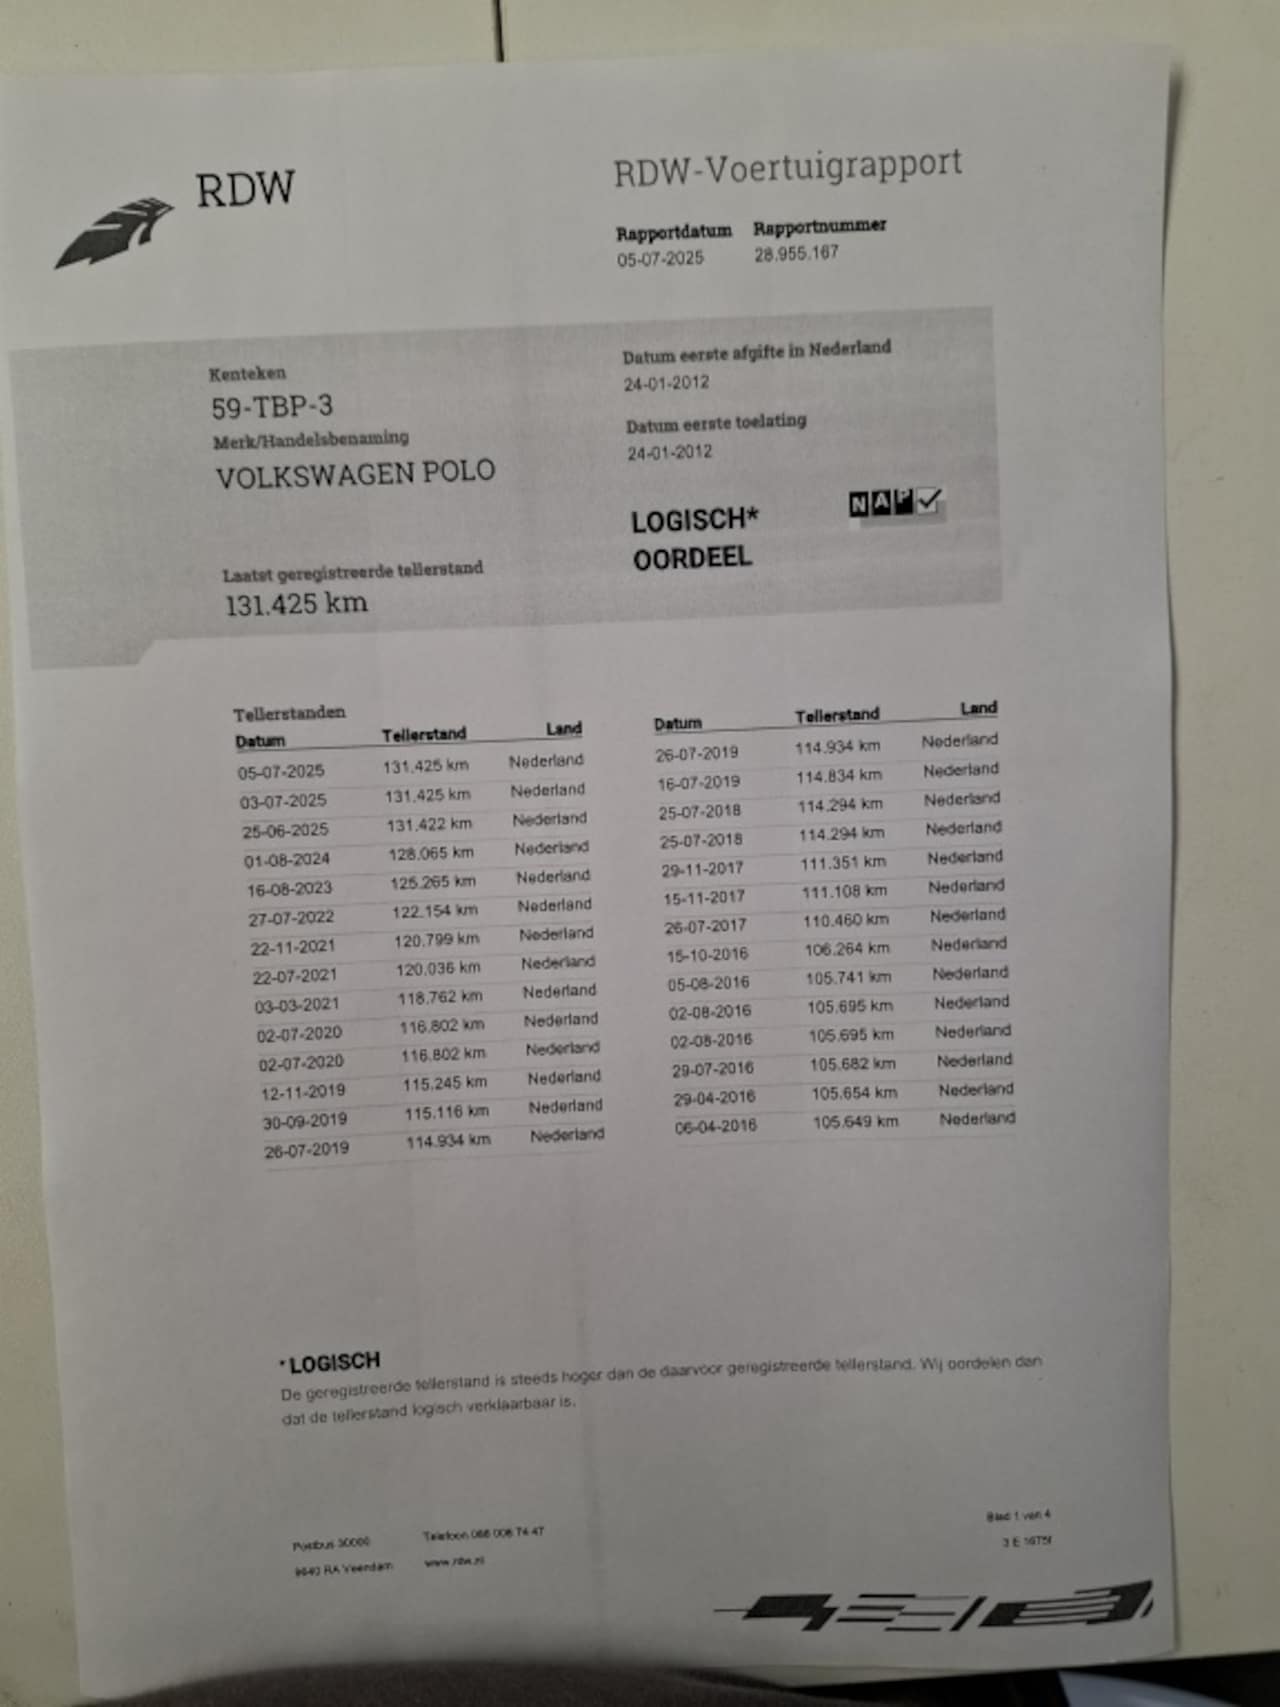 RDW
RDW-Voertuigrapport
Rapportdatum Rapportnummer
05-07-2025 28.955.167
Kenteken
59-TBP-3
Merk/Handelsbenaming
VOLKSWAGEN POLO
Laatst geregistreerde tellerstand
131.425 km
Datum eerste afgifte in Nederland
24-01-2012
Datum eerste toelating
24-01-2012
LOGISCH*
OORDEEL
NAP
Tellerstanden
Datum Tellerstand Land
05-07-2025 131.425 km Nederland
03-07-2025 131.425 km Nederland
25-06-2025 131.422 km Nederland
01-08-2024 128.065 km Nederland
16-08-2023 125.265 km Nederland
27-07-2022 122.154 km Nederland
22-11-2021 120.799 km Nederland
22-07-2021 120.036 km Nederland
03-03-2021 118.762 km Nederland
02-07-2020 116.802 km Nederland
02-07-2020 116.802 km Nederland
12-11-2019 115.245 km Nederland
30-09-2019 115.116 km Nederland
26-07-2019 114.934 km Nederland
Datum Tellerstand Land
26-07-2019 114.934 km Nederland
16-07-2019 114.834 km Nederland
25-07-2018 114.294 km Nederland
25-07-2018 114.294 km Nederland
29-11-2017 111.351 km Nederland
15-11-2017 111.108 km Nederland
26-07-2017 110.460 km Nederland
15-10-2016 106.264 km Nederland
05-08-2016 105.741 km Nederland
02-08-2016 105.695 km Nederland
02-08-2016 105.695 km Nederland
29-07-2016 105.682 km Nederland
29-04-2016 105.654 km Nederland
06-04-2016 105.649 km Nederland
* LOGISCH
De geregistreerde tellerstand is steeds hoger dan de daarvoor geregistreerde tellerstand. Wij oordelen dan
dat de tellerstand logisch verklaarbaar is.
Postbus 30000 Telefoon 088 008 74 47
9640 RA Veendam www.rdw.nl
Blad 1 van 4
3 E